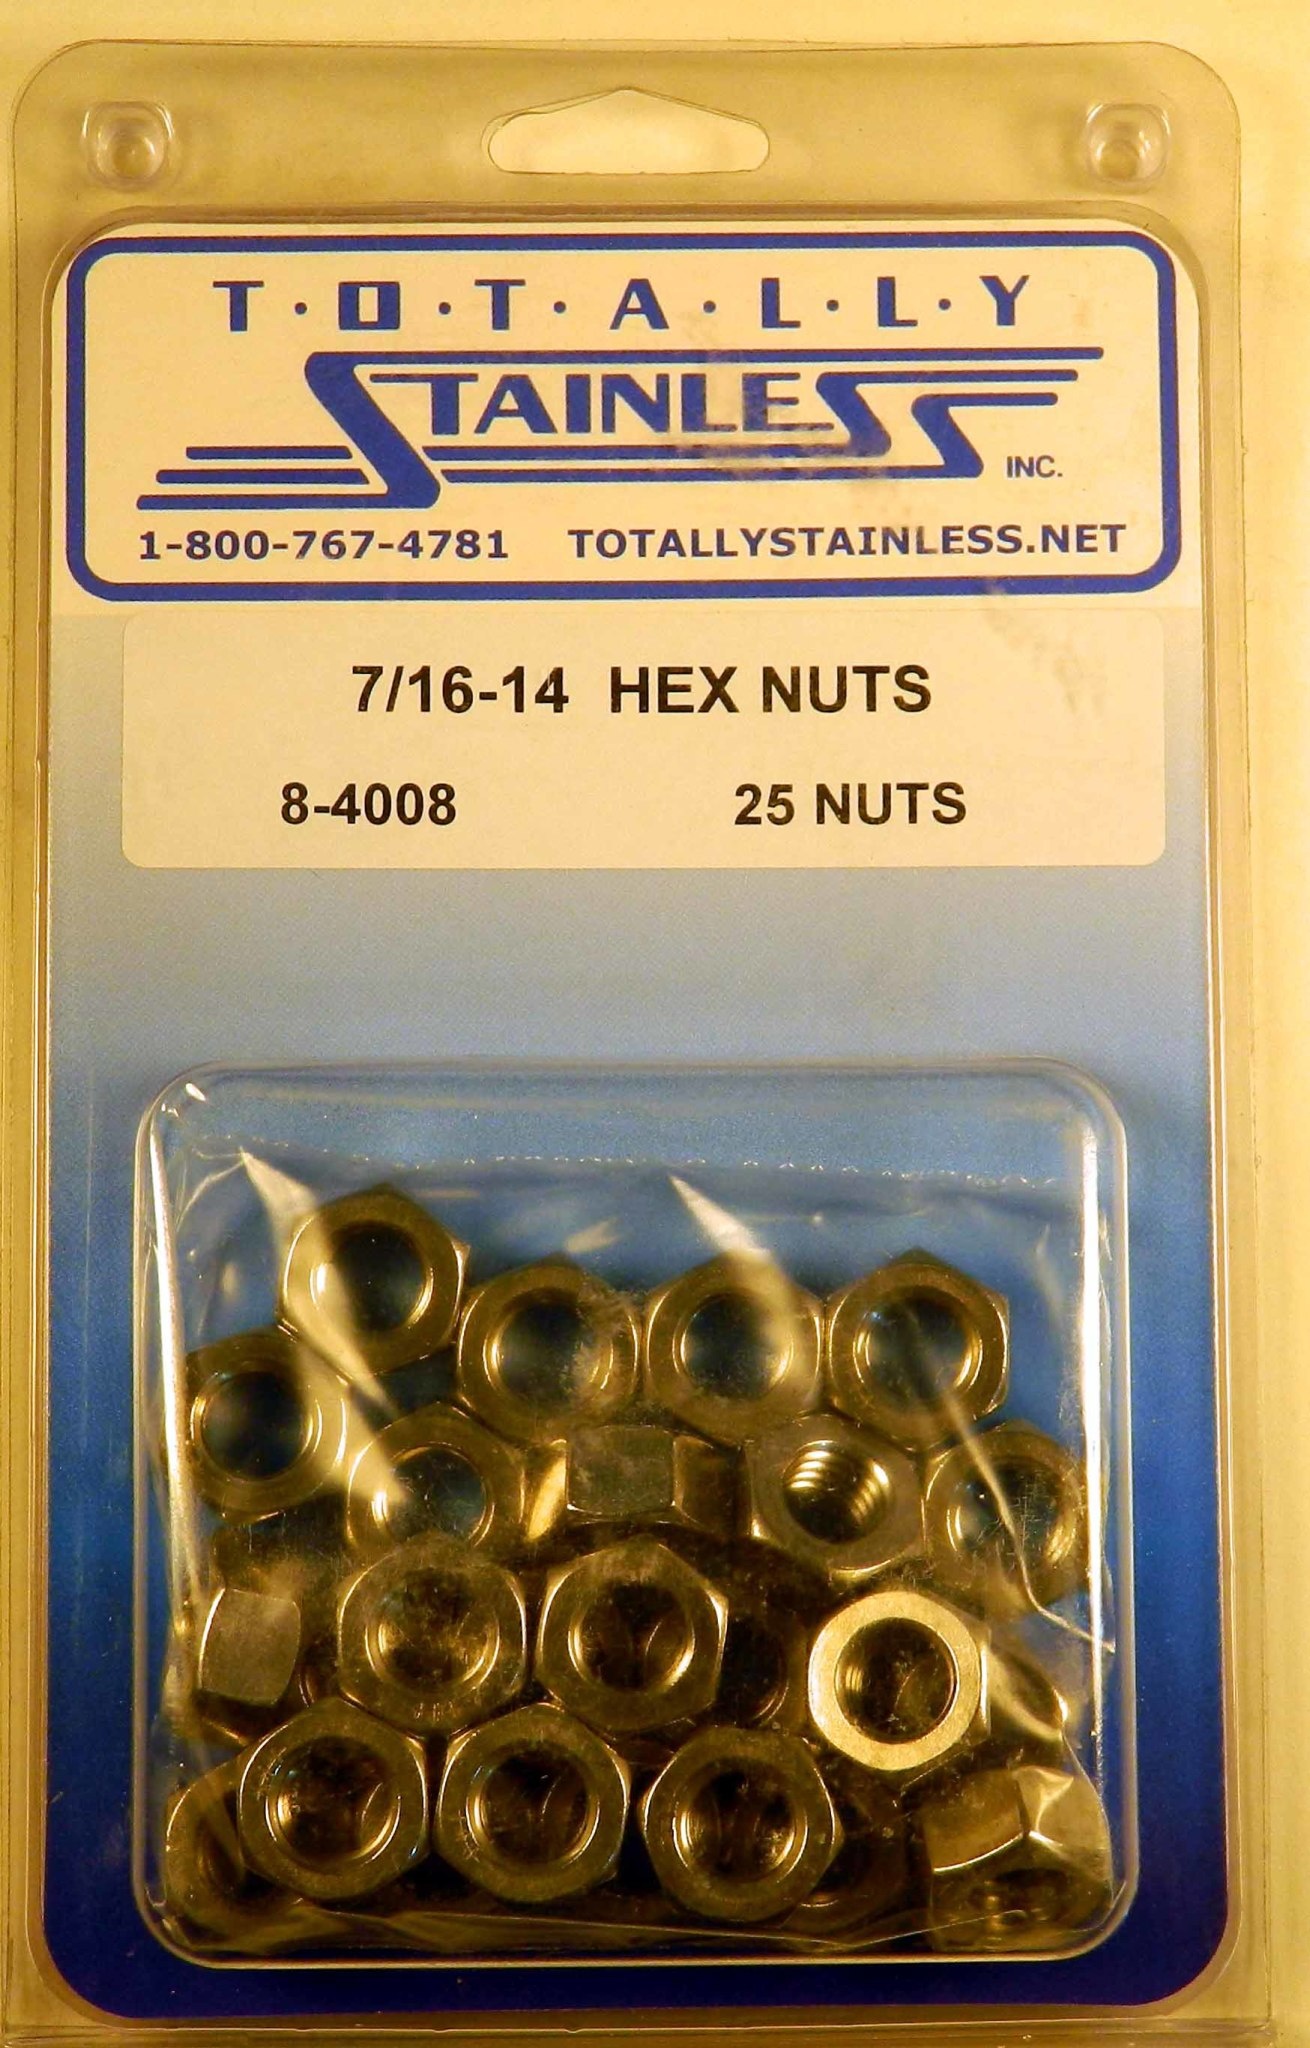 T·O·T·A·L·L·Y
STAINLESS INC.
1-800-767-4781 TOTALLYSTAINLESS.NET
7/16-14 HEX NUTS
8-4008 25 NUTS